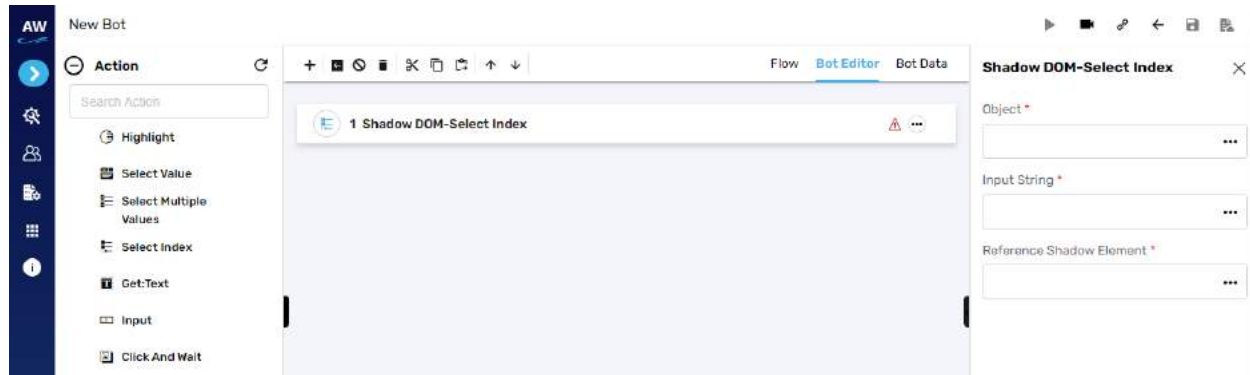 AW
New Bot
Action
Search Action
Highlight
Select Value
Select Multiple
Values
Select Index
Get:Text
Input
Click And Wait
Flow Bot Editor Bot Data
1 Shadow DOM-Select Index
Shadow DOM-Select Index
Object *
Input String *
Reference Shadow Element *